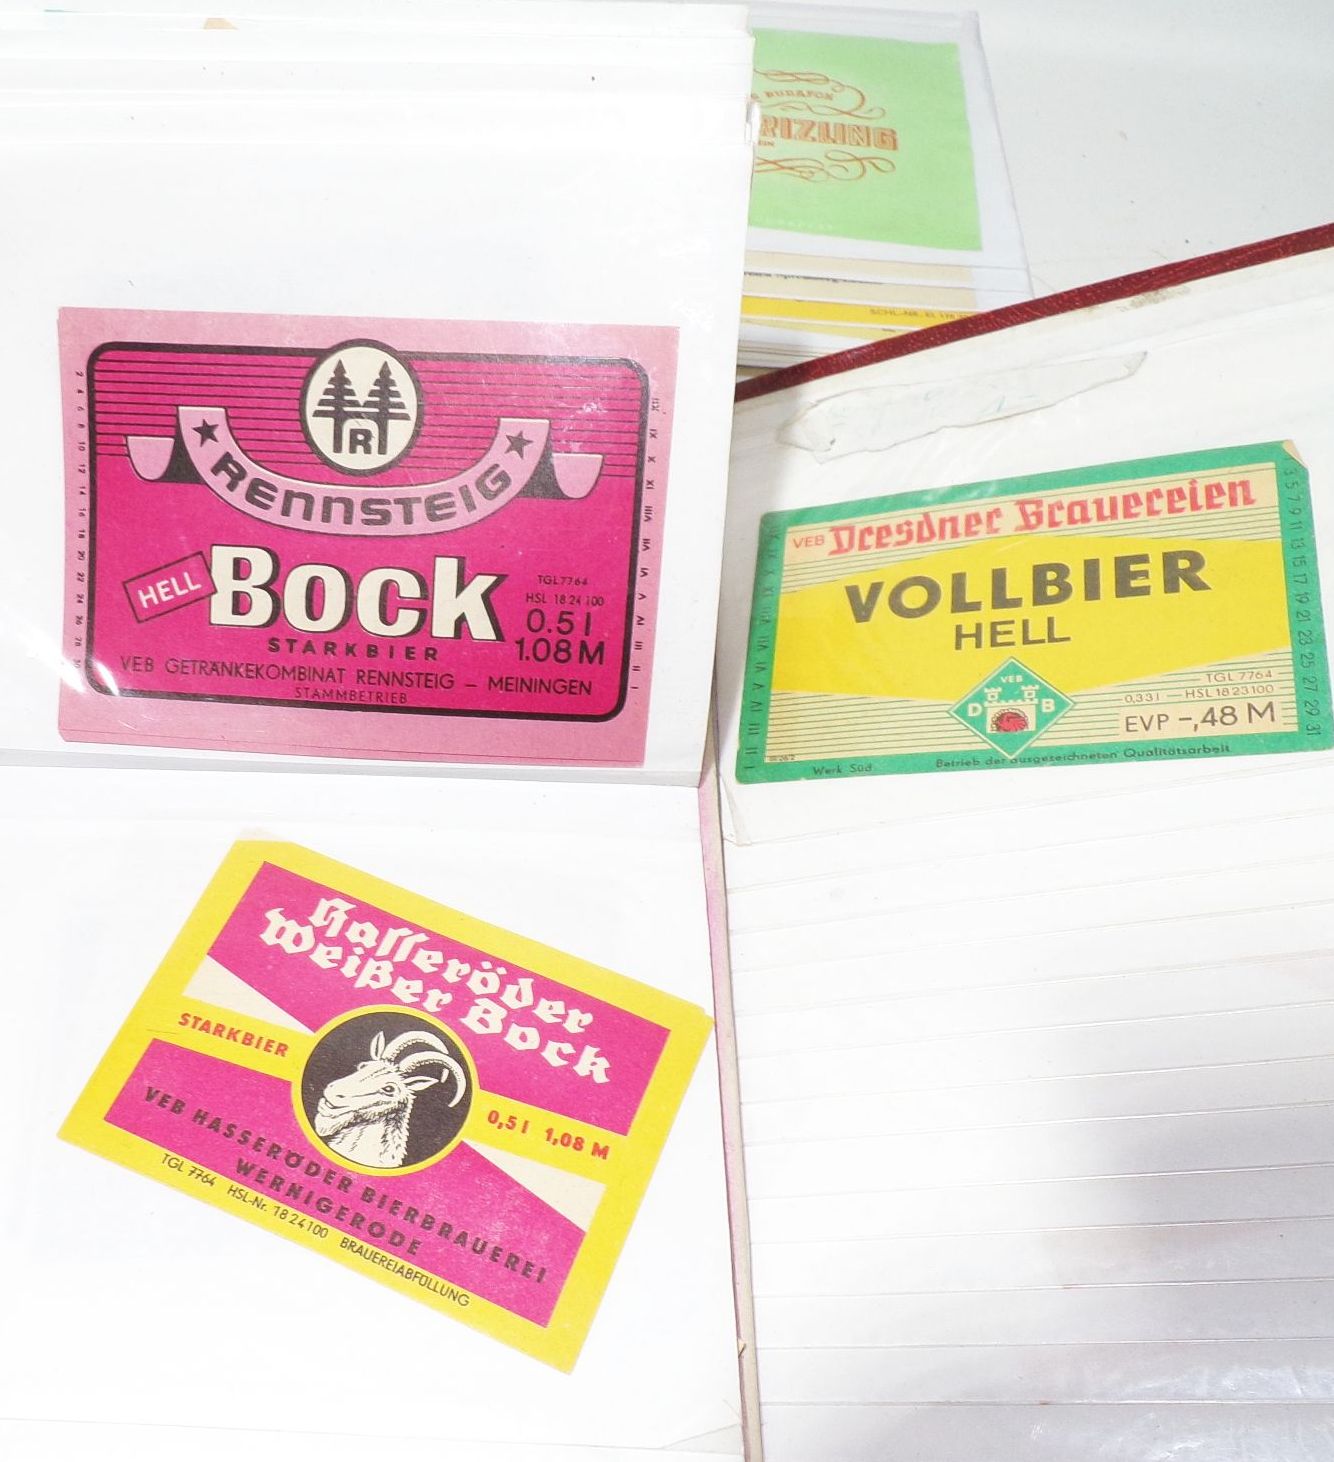 BUDAFOK
RIZLING
RENNSTEIG
R
HELL
Bock
STARKBIER
TGL 7764
HSL 18 24 100
0.5 l
1.08 M
VEB GETRÄNKEKOMBINAT RENNSTEIG – MEININGEN
STAMMBETRIEB
VEB Dresdner Brauereien
VOLLBIER
HELL
VEB
D B
TGL 7764
0,33 l — HSL 18 23 100
EVP -,48 M
Werk Süd
Betrieb der ausgezeichneten Qualitätsarbeit
Hasseröder
Weißer Bock
STARKBIER
0,5 l 1,08 M
VEB HASSERÖDER BIERBRAUEREI
WERNIGERODE
TGL 7764 HSL-Nr. 18 24 100 BRAUEREIABFÜLLUNG